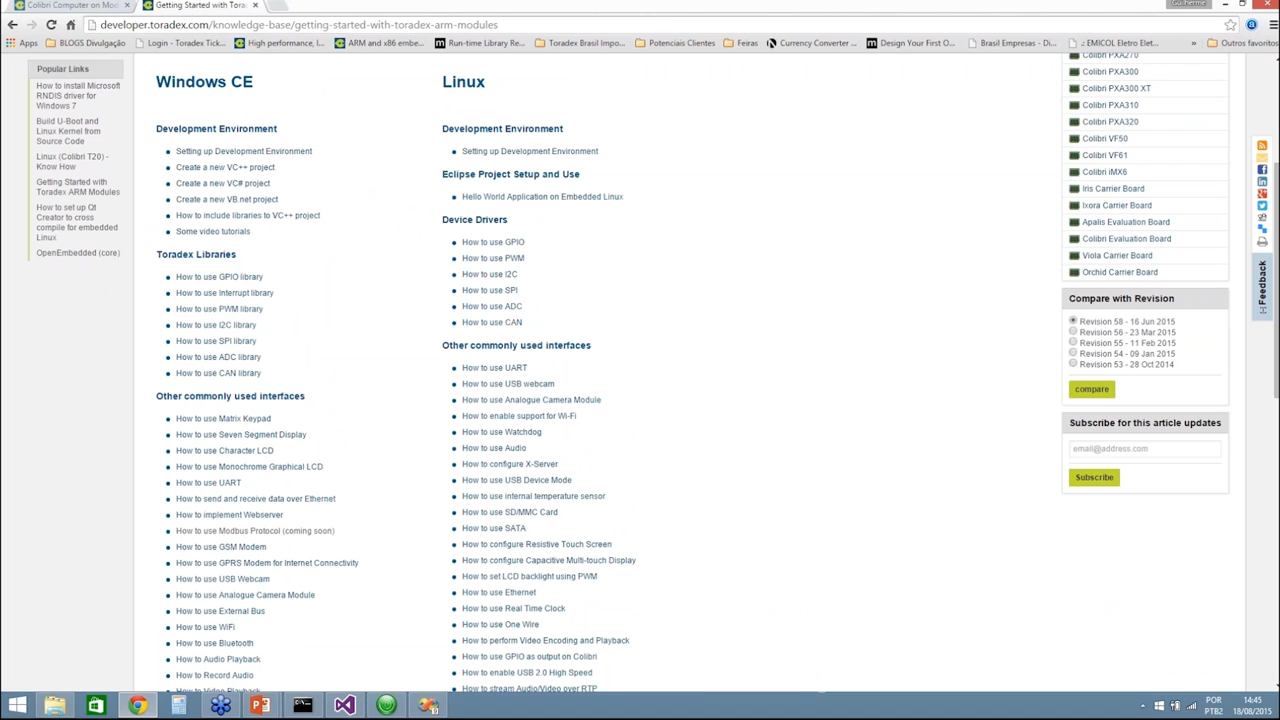 Colibri Computer on Mod
Getting Started with Tora
Guilherme
developer.toradex.com/knowledge-base/getting-started-with-toradex-arm-modules
Apps
BLOGS Divulgação
Login - Toradex Tick...
High performance, l...
ARM and x86 embe...
Run-time Library Re...
Toradex Brasil Impo...
Potenciais Clientes
Feiras
Currency Converter ...
Design Your First O...
Brasil Empresas - Di...
EMICOL Eletro Elet...
»
Outros favoritos
Popular Links
How to install Microsoft
RNDIS driver for
Windows 7
Build U-Boot and
Linux Kernel from
Source Code
Linux (Colibri T20) -
Know How
Getting Started with
Toradex ARM Modules
How to set up Qt
Creator to cross
compile for embedded
Linux
OpenEmbedded (core)
Windows CE
Development Environment
Setting up Development Environment
Create a new VC++ project
Create a new VC# project
Create a new VB.net project
How to include libraries to VC++ project
Some video tutorials
Toradex Libraries
How to use GPIO library
How to use Interrupt library
How to use PWM library
How to use I2C library
How to use SPI library
How to use ADC library
How to use CAN library
Other commonly used interfaces
How to use Matrix Keypad
How to use Seven Segment Display
How to use Character LCD
How to use Monochrome Graphical LCD
How to use UART
How to send and receive data over Ethernet
How to implement Webserver
How to use Modbus Protocol (coming soon)
How to use GSM Modem
How to use GPRS Modem for Internet Connectivity
How to use USB Webcam
How to use Analogue Camera Module
How to use External Bus
How to use WiFi
How to use Bluetooth
How to Audio Playback
How to Record Audio
How to Video Playback
Linux
Development Environment
Setting up Development Environment
Eclipse Project Setup and Use
Hello World Application on Embedded Linux
Device Drivers
How to use GPIO
How to use PWM
How to use I2C
How to use SPI
How to use ADC
How to use CAN
Other commonly used interfaces
How to use UART
How to use USB webcam
How to use Analogue Camera Module
How to enable support for Wi-Fi
How to use Watchdog
How to use Audio
How to configure X-Server
How to use USB Device Mode
How to use internal temperature sensor
How to use SD/MMC Card
How to use SATA
How to configure Resistive Touch Screen
How to configure Capacitive Multi-touch Display
How to set LCD backlight using PWM
How to use Ethernet
How to use Real Time Clock
How to use One Wire
How to perform Video Encoding and Playback
How to use GPIO as output on Colibri
How to enable USB 2.0 High Speed
How to stream Audio/Video over RTP
Colibri PXA270
Colibri PXA300
Colibri PXA300 XT
Colibri PXA310
Colibri PXA320
Colibri VF50
Colibri VF61
Colibri iMX6
Iris Carrier Board
Ixora Carrier Board
Apalis Evaluation Board
Colibri Evaluation Board
Viola Carrier Board
Orchid Carrier Board
Compare with Revision
Revision 58 - 16 Jun 2015
Revision 56 - 23 Mar 2015
Revision 55 - 11 Feb 2015
Revision 54 - 09 Jan 2015
Revision 53 - 28 Oct 2014
compare
Subscribe for this article updates
email@address.com
Subscribe
Feedback
POR
PTB2
14:45
18/08/2015